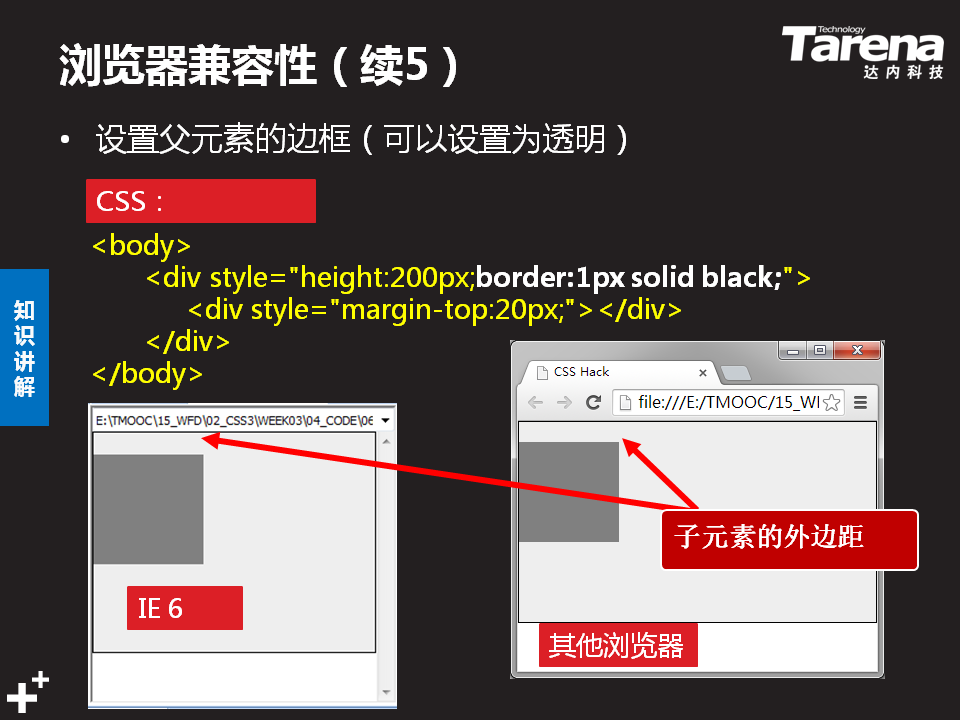 浏览器兼容性（续5）
Technology
Tarena
达内科技
• 设置父元素的边框（可以设置为透明）
CSS：
<body>
<div style="height:200px;border:1px solid black;">
<div style="margin-top:20px;"></div>
</div>
</body>
知识讲解
E:\TMOOC\15_WFD\02_CSS3\WEEK03\04_CODE\06
CSS Hack
file:///E:/TMOOC/15_WI
子元素的外边距
IE 6
其他浏览器